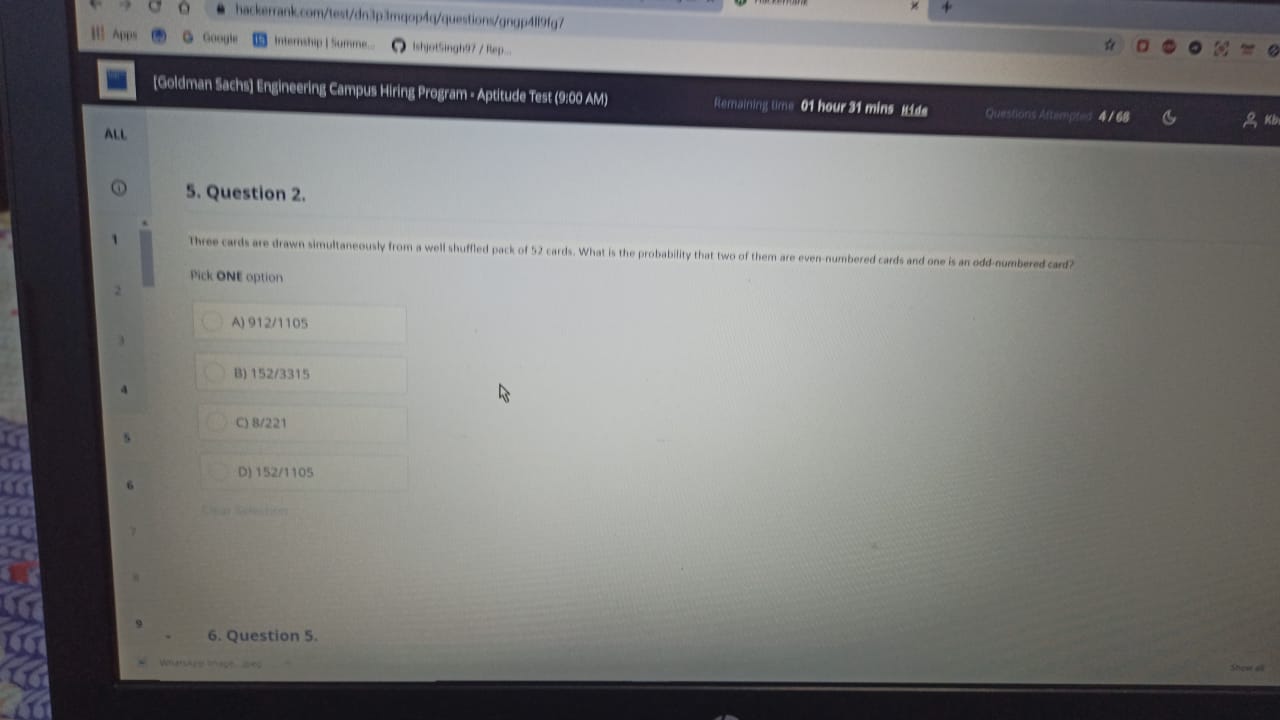 hackerrank.com/test/dn3p3mqop4q/questions/gngp4ll9fg7
Apps Google Internship | Summe... IshjotSingh97 / Rep...
[Goldman Sachs] Engineering Campus Hiring Program - Aptitude Test (9:00 AM) Remaining time 01 hour 31 mins Hide Questions Attempted 4 / 68
ALL
5. Question 2.
Three cards are drawn simultaneously from a well shuffled pack of 52 cards. What is the probability that two of them are even-numbered cards and one is an odd-numbered card?
Pick ONE option
A) 912/1105
B) 152/3315
C) 8/221
D) 152/1105
Clear Selection
1
2
3
4
5
6
7
8
9
6. Question 5.
WhatsApp Image...jpeg
Show all